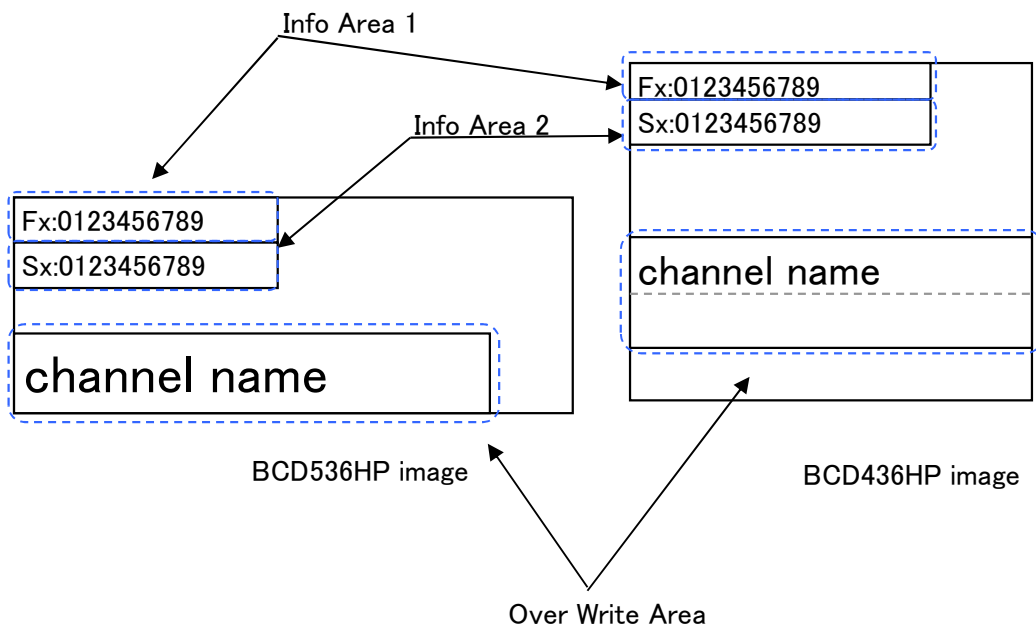 Info Area 1
Fx:0123456789
Info Area 2
Sx:0123456789
Fx:0123456789
Sx:0123456789
channel name
channel name
BCD536HP image
BCD436HP image
Over Write Area